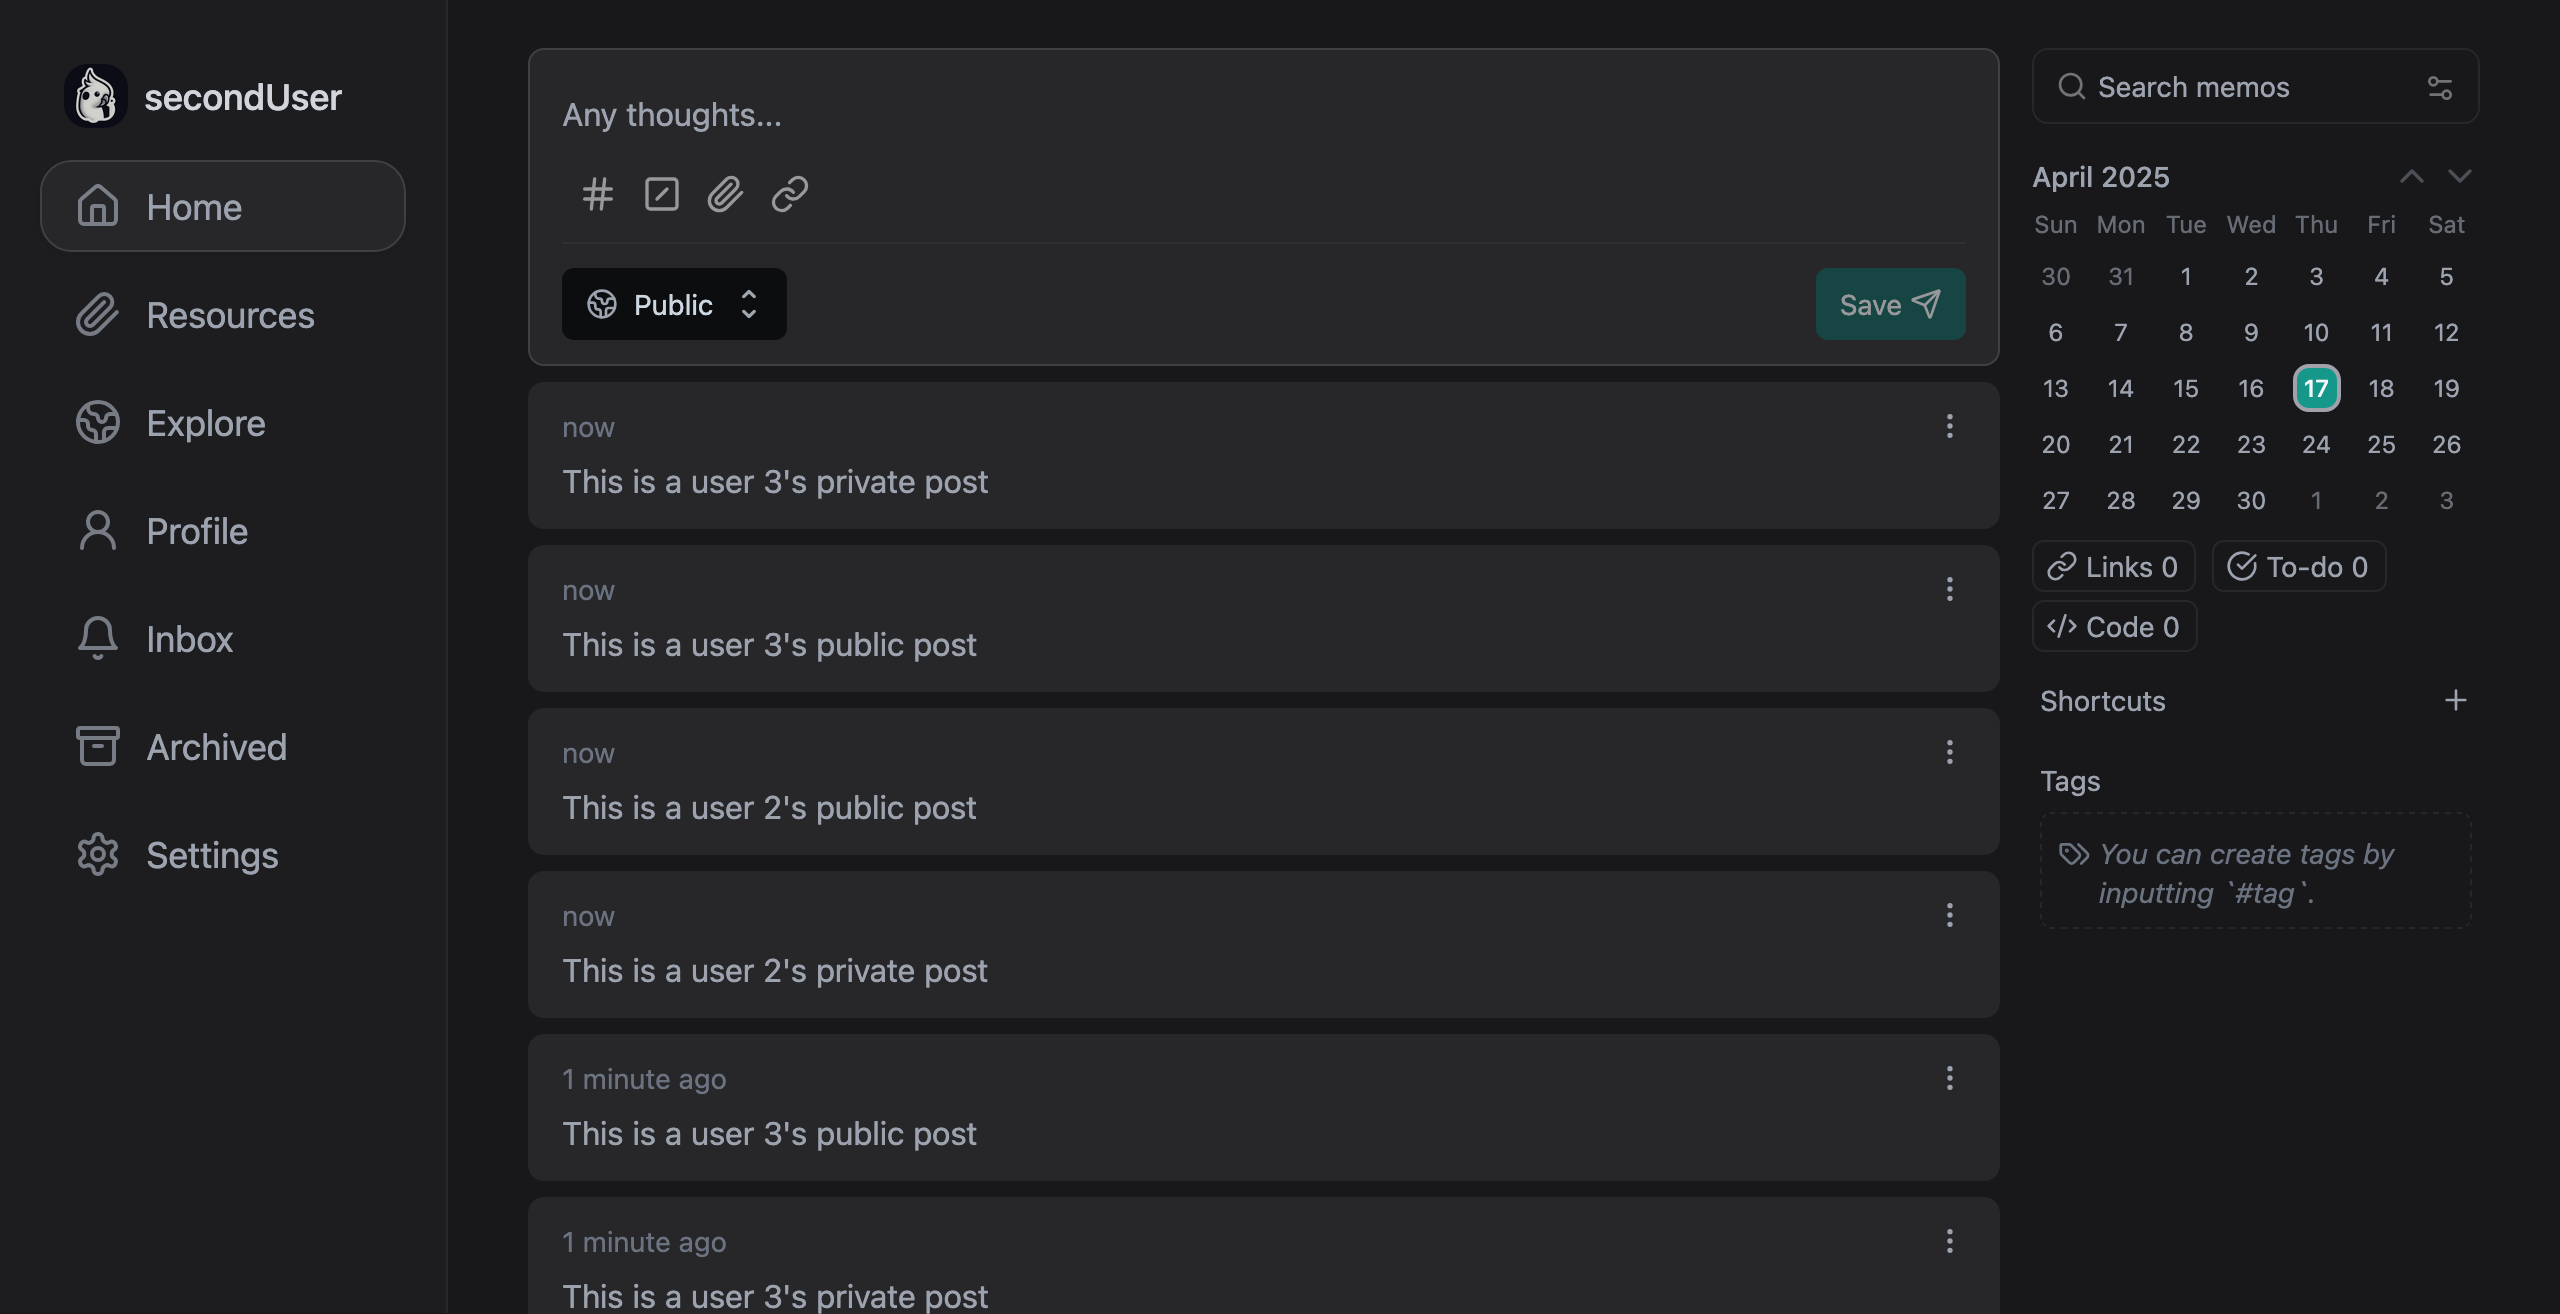 secondUser
Home
Resources
Explore
Profile
Inbox
Archived
Settings
Any thoughts...
Public
Save
now
This is a user 3's private post
now
This is a user 3's public post
now
This is a user 2's public post
now
This is a user 2's private post
1 minute ago
This is a user 3's public post
1 minute ago
This is a user 3's private post
Search memos
April 2025
Sun Mon Tue Wed Thu Fri Sat
30 31 1 2 3 4 5
6 7 8 9 10 11 12
13 14 15 16 17 18 19
20 21 22 23 24 25 26
27 28 29 30 1 2 3
Links 0 To-do 0
Code 0
Shortcuts
Tags
You can create tags by
inputting `#tag`.